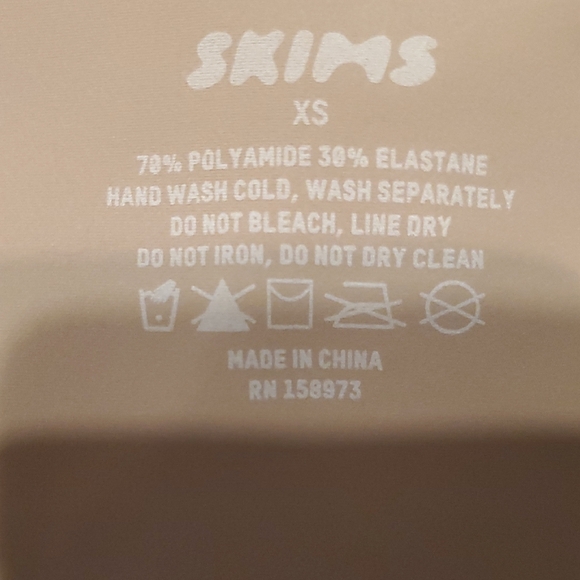 SKIMS
XS
70% POLYAMIDE 30% ELASTANE
HAND WASH COLD, WASH SEPARATELY
DO NOT BLEACH, LINE DRY
DO NOT IRON, DO NOT DRY CLEAN
MADE IN CHINA
RN 158973